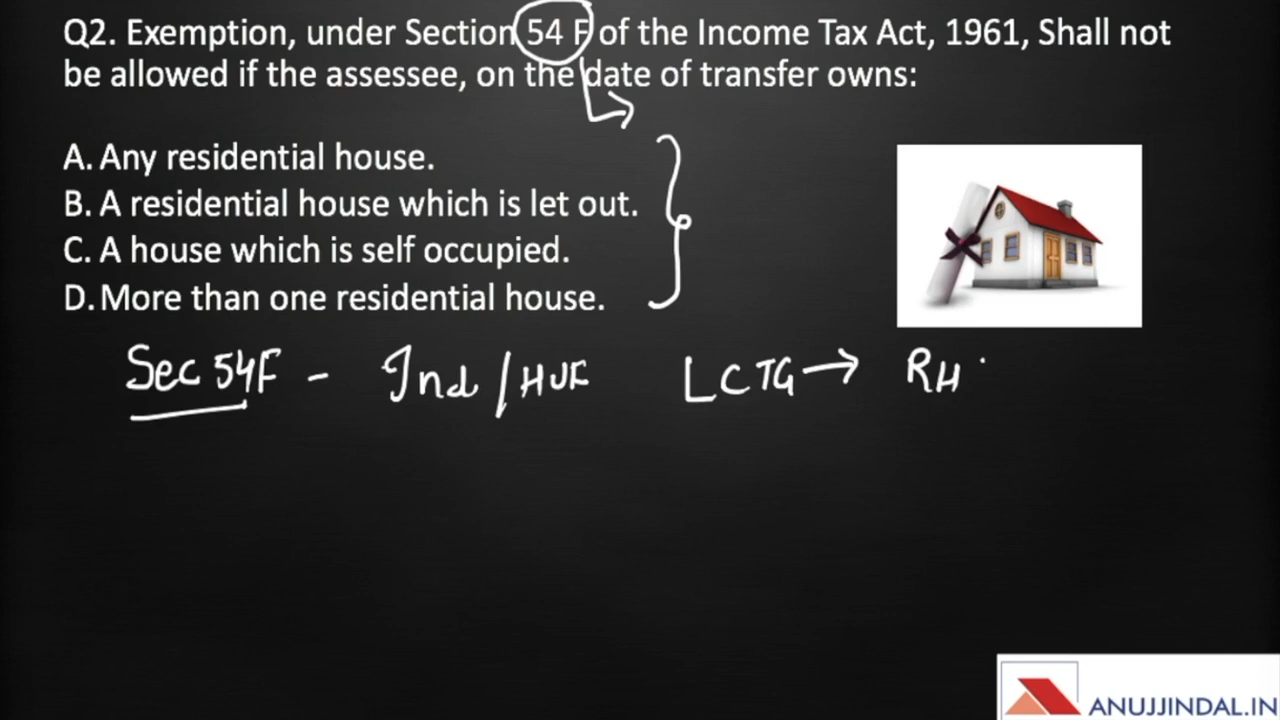 Q2. Exemption, under Section 54 F of the Income Tax Act, 1961, Shall not
be allowed if the assessee, on the date of transfer owns:
A. Any residential house.
B. A residential house which is let out.
C. A house which is self occupied.
D. More than one residential house.
Sec 54F - Ind / HUF LCTG → RH
ANUJJINDAL.IN